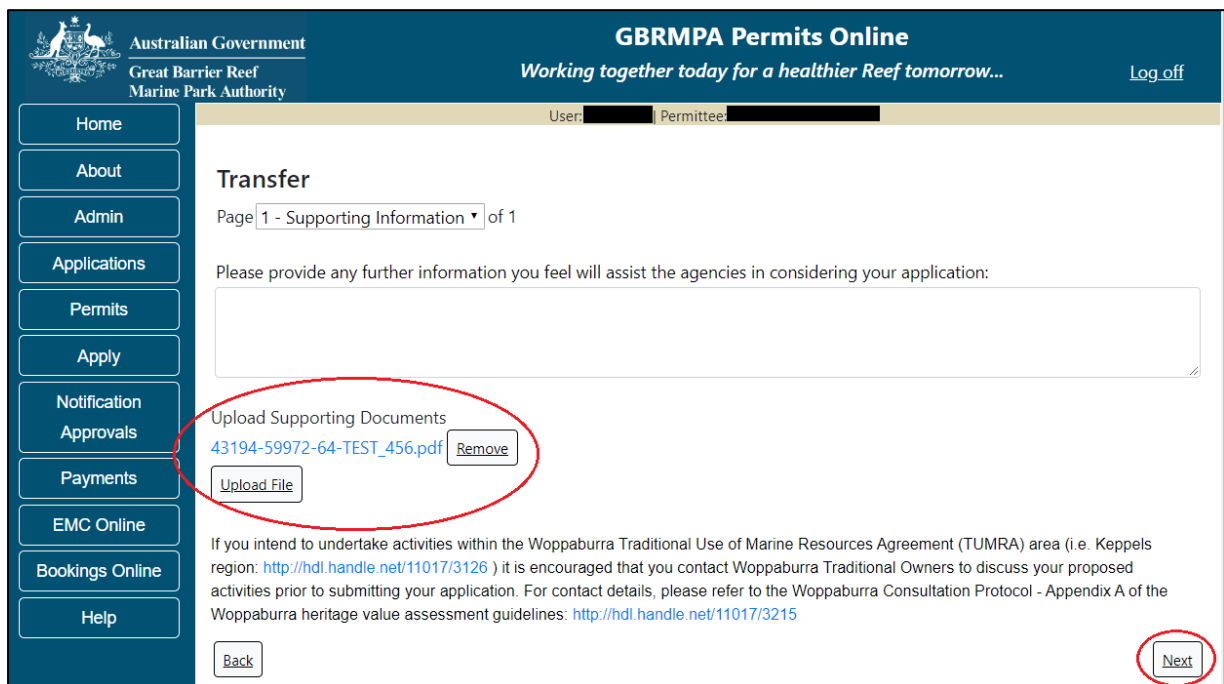 Australian Government
Great Barrier Reef
Marine Park Authority
GBRMPA Permits Online
Working together today for a healthier Reef tomorrow...
Log off
User: | Permittee:
Home
About
Admin
Applications
Permits
Apply
Notification
Approvals
Payments
EMC Online
Bookings Online
Help
Transfer
Page 1 - Supporting Information of 1
Please provide any further information you feel will assist the agencies in considering your application:
Upload Supporting Documents
43194-59972-64-TEST_456.pdf Remove
Upload File
If you intend to undertake activities within the Woppaburra Traditional Use of Marine Resources Agreement (TUMRA) area (i.e. Keppels
region: http://hdl.handle.net/11017/3126 ) it is encouraged that you contact Woppaburra Traditional Owners to discuss your proposed
activities prior to submitting your application. For contact details, please refer to the Woppaburra Consultation Protocol - Appendix A of the
Woppaburra heritage value assessment guidelines: http://hdl.handle.net/11017/3215
Back
Next